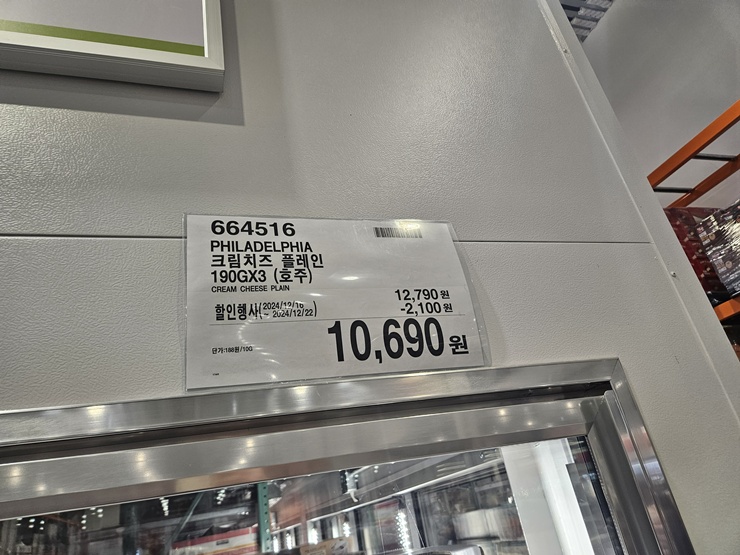 664516
PHILADELPHIA
크림치즈 플레인
190GX3 (호주)
CREAM CHEESE PLAIN
12,790 원
할인행사(2024/12/16 ~ 2024/12/22) -2,100 원
10,690 원
단가:188원/10G